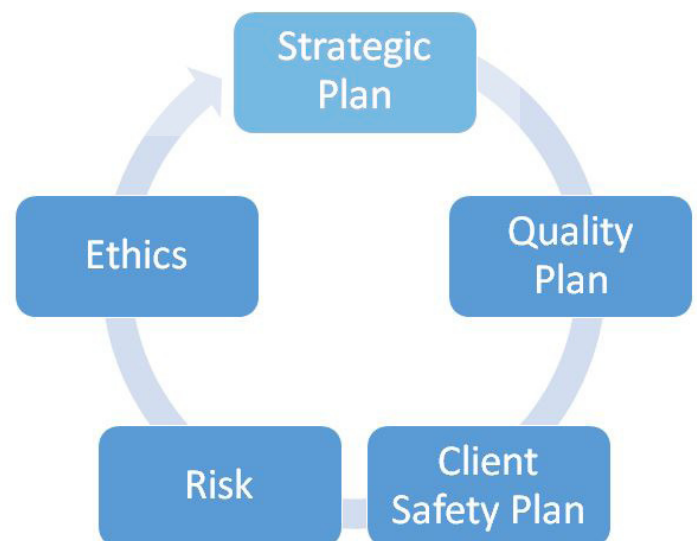 Strategic
Plan
Quality
Plan
Client
Safety Plan
Risk
Ethics